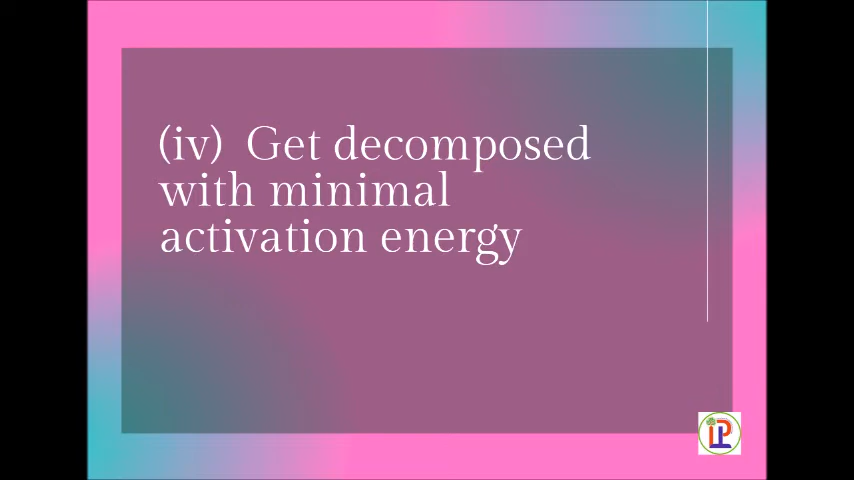 (iv) Get decomposed
with minimal
activation energy